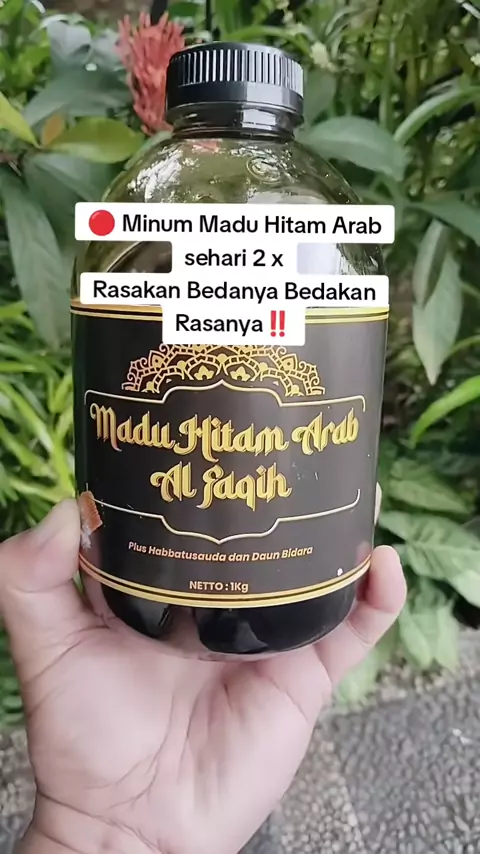 🔴 Minum Madu Hitam Arab
sehari 2 x
Rasakan Bedanya Bedakan
Rasanya‼️
Madu Hitam Arab
Al Faqih
Plus Habbatusauda dan Daun Bidara
NETTO : 1Kg